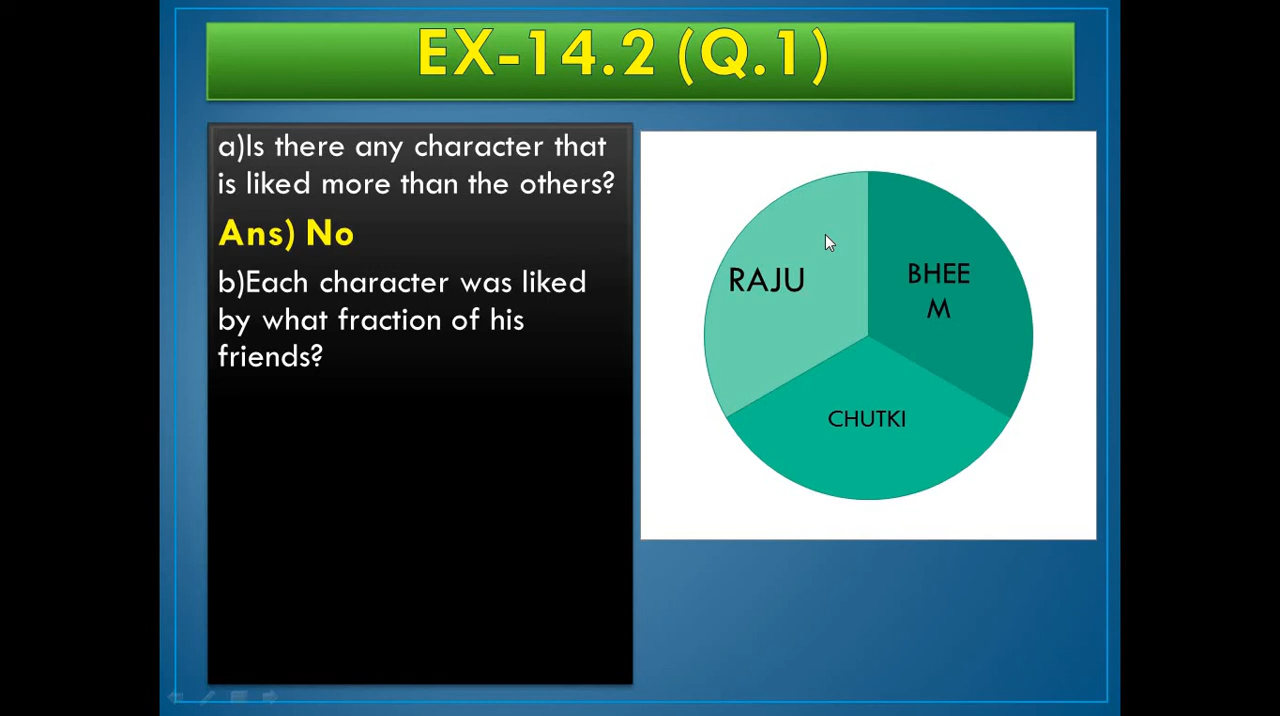 EX-14.2 (Q.1)
a)Is there any character that
is liked more than the others?
Ans) No
b)Each character was liked
by what fraction of his
friends?
RAJU
BHEE
M
CHUTKI